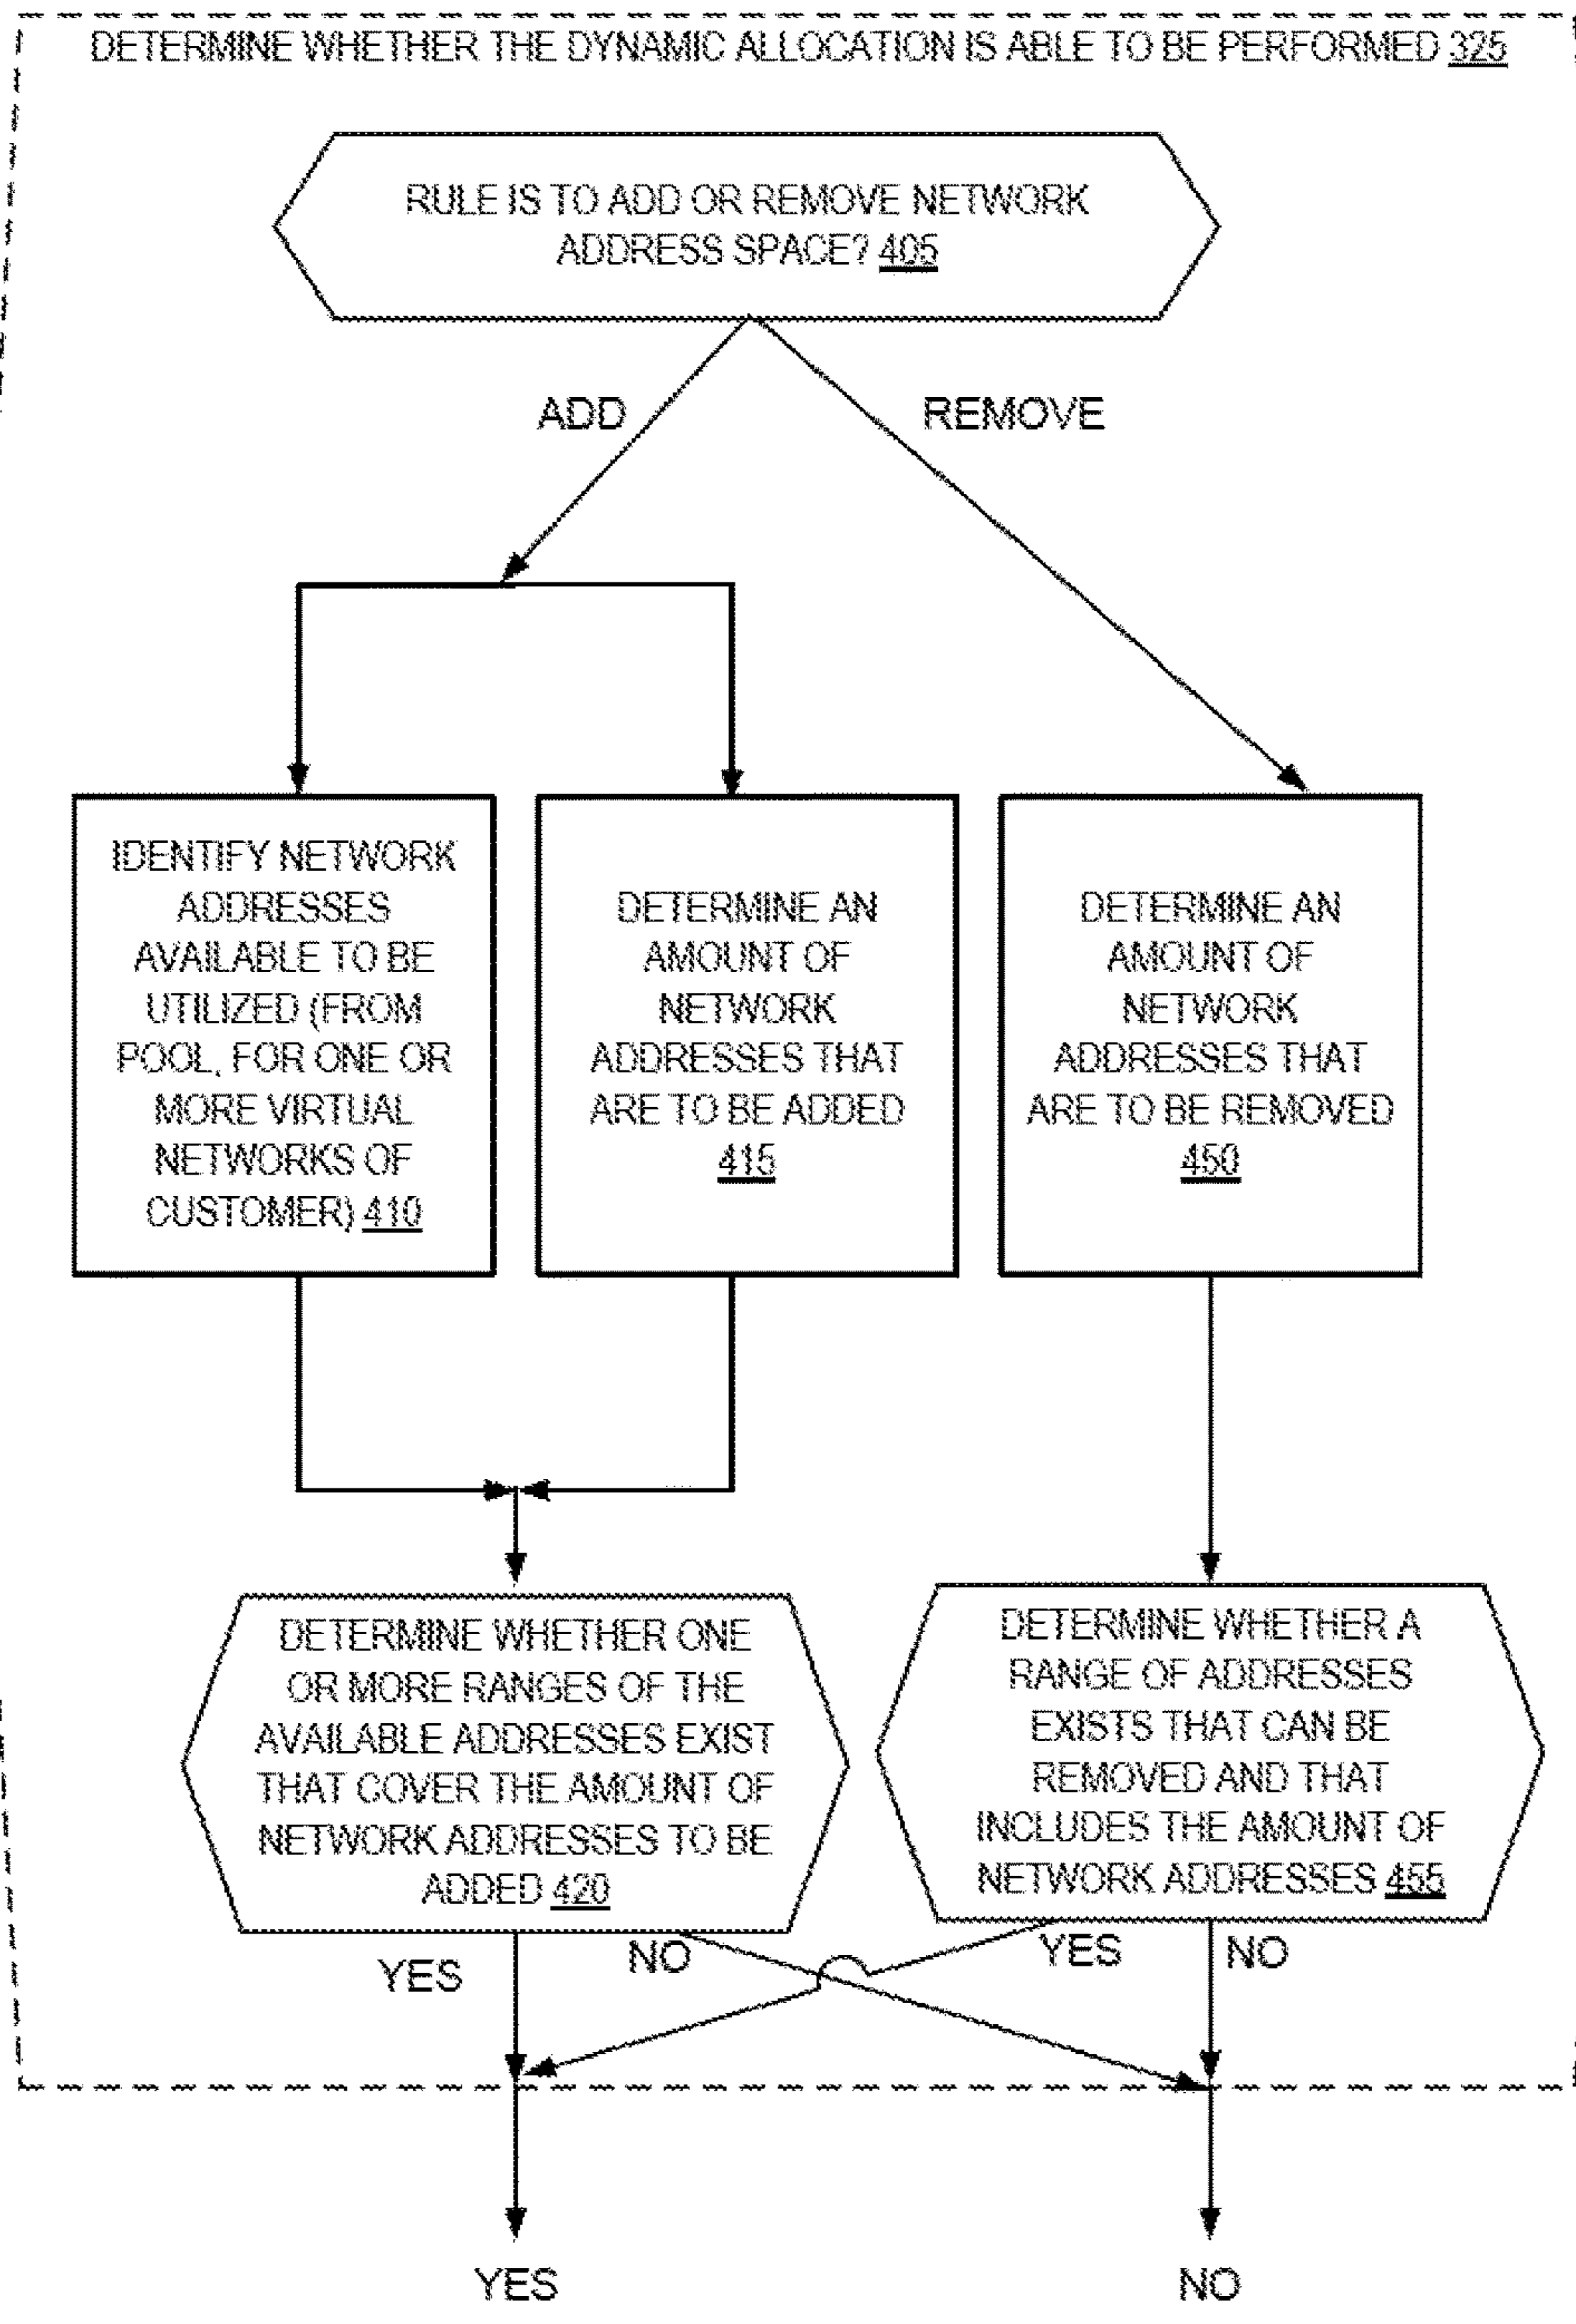 DETERMINE WHETHER THE DYNAMIC ALLOCATION IS ABLE TO BE PERFORMED 325
RULE IS TO ADD OR REMOVE NETWORK
ADDRESS SPACE? 405
ADD
REMOVE
IDENTIFY NETWORK
ADDRESSES
AVAILABLE TO BE
UTILIZED (FROM
POOL, FOR ONE OR
MORE VIRTUAL
NETWORKS OF
CUSTOMER) 410
DETERMINE AN
AMOUNT OF
NETWORK
ADDRESSES THAT
ARE TO BE ADDED
415
DETERMINE AN
AMOUNT OF
NETWORK
ADDRESSES THAT
ARE TO BE REMOVED
450
DETERMINE WHETHER ONE
OR MORE RANGES OF THE
AVAILABLE ADDRESSES EXIST
THAT COVER THE AMOUNT OF
NETWORK ADDRESSES TO BE
ADDED 420
DETERMINE WHETHER A
RANGE OF ADDRESSES
EXISTS THAT CAN BE
REMOVED AND THAT
INCLUDES THE AMOUNT OF
NETWORK ADDRESSES 455
YES
NO
YES
NO
YES
NO